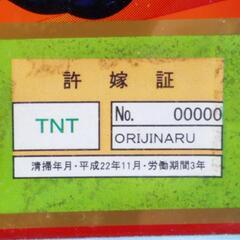 許嫁証
TNT
No. 00000
ORIJINARU
清掃年月・平成22年11月・労働期間3年